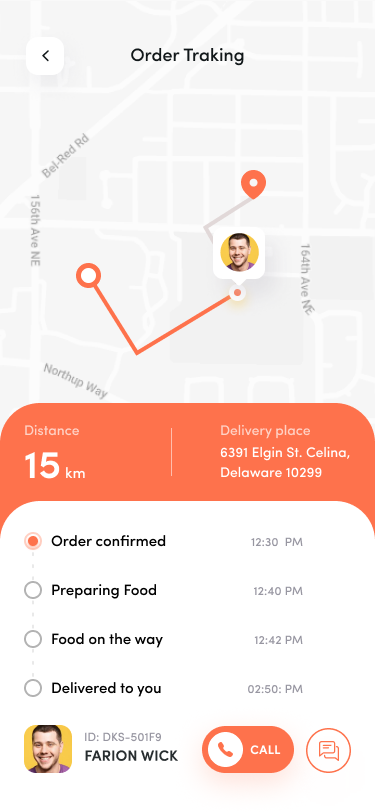 Order Traking
Bel-Red Rd
156th Ave NE
164th Ave NE
Northup Way
Distance
15 km
Delivery place
6391 Elgin St. Celina,
Delaware 10299
Order confirmed
12:30 PM
Preparing Food
12:40 PM
Food on the way
12:42 PM
Delivered to you
02:50: PM
ID: DKS-501F9
FARION WICK
CALL